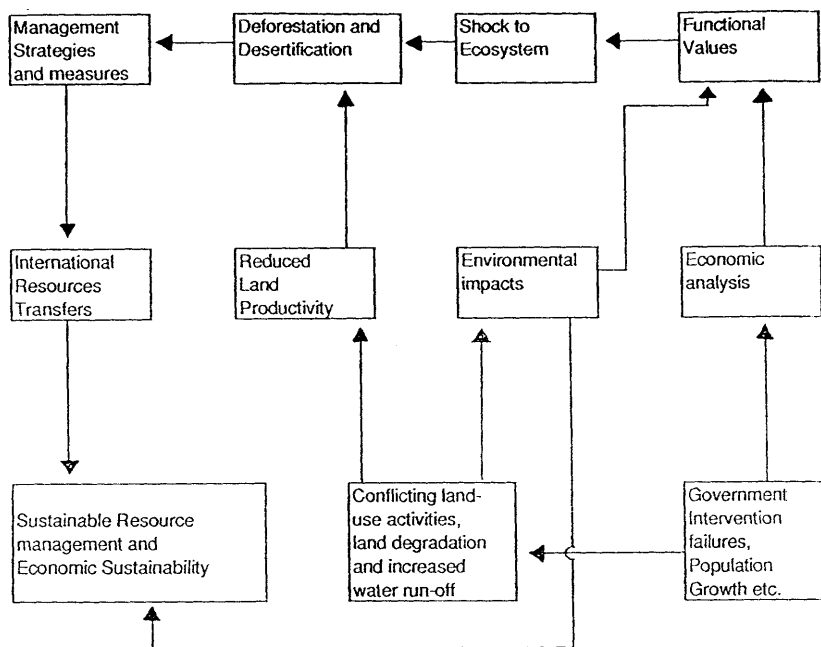 Management
Strategies
and measures
Deforestation and
Desertification
Shock to
Ecosystem
Functional
Values
International
Resources
Transfers
Reduced
Land
Productivity
Environmental
impacts
Economic
analysis
Sustainable Resource
management and
Economic Sustainability
Conflicting land-
use activities,
land degradation
and increased
water run-off
Government
Intervention
failures,
Population
Growth etc.